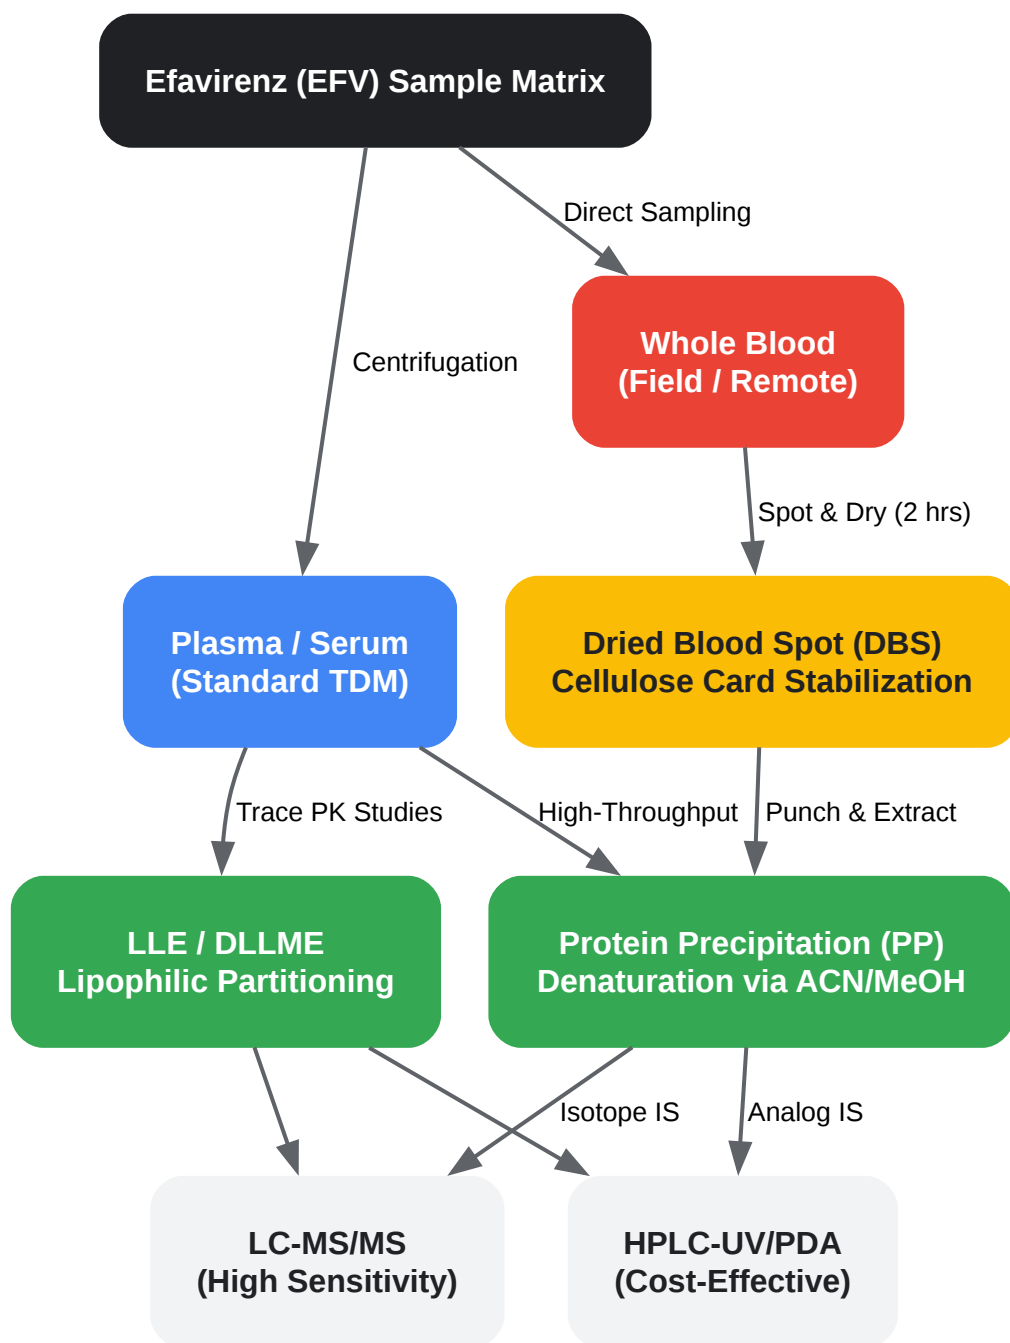 Efavirenz (EFV) Sample Matrix
Direct Sampling
Whole Blood
(Field / Remote)
Centrifugation
Spot & Dry (2 hrs)
Plasma / Serum
(Standard TDM)
Dried Blood Spot (DBS)
Cellulose Card Stabilization
Trace PK Studies
High-Throughput
Punch & Extract
LLE / DLLME
Lipophilic Partitioning
Protein Precipitation (PP)
Denaturation via ACN/MeOH
Isotope IS
Analog IS
LC-MS/MS
(High Sensitivity)
HPLC-UV/PDA
(Cost-Effective)